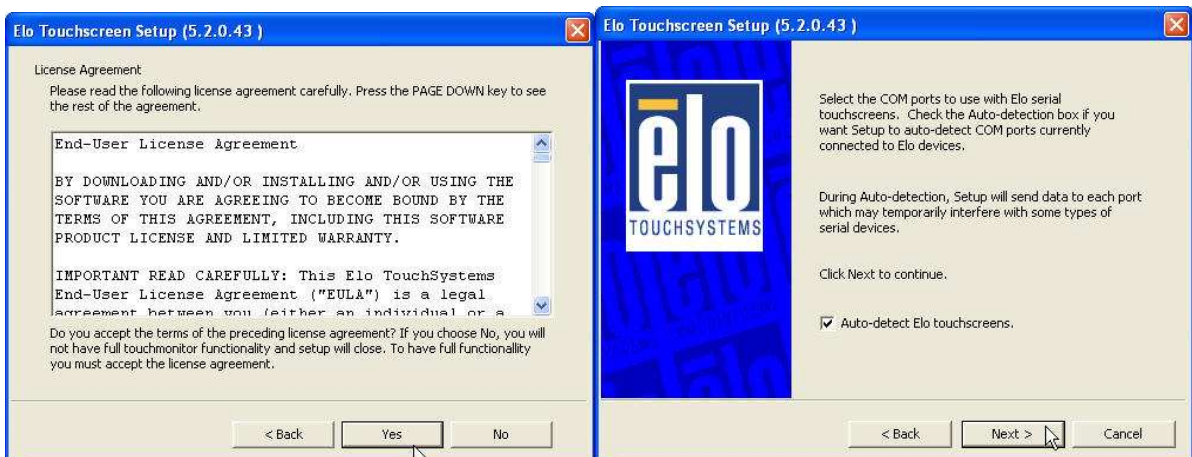 Elo Touchscreen Setup (5.2.0.43 )
License Agreement
Please read the following license agreement carefully. Press the PAGE DOWN key to see
the rest of the agreement.
End-User License Agreement
BY DOWNLOADING AND/OR INSTALLING AND/OR USING THE
SOFTWARE YOU ARE AGREEING TO BECOME BOUND BY THE
TERMS OF THIS AGREEMENT, INCLUDING THIS SOFTWARE
PRODUCT LICENSE AND LIMITED WARRANTY.
IMPORTANT READ CAREFULLY: This Elo TouchSystems
End-User License Agreement ("EULA") is a legal
agreement between you (either an individual or a
Do you accept the terms of the preceding license agreement? If you choose No, you will
not have full touchmonitor functionality and setup will close. To have full functionallity
you must accept the license agreement.
< Back
Yes
No
Elo Touchscreen Setup (5.2.0.43 )
elo
TOUCHSYSTEMS
Select the COM ports to use with Elo serial
touchscreens. Check the Auto-detection box if you
want Setup to auto-detect COM ports currently
connected to Elo devices.
During Auto-detection, Setup will send data to each port
which may temporarily interfere with some types of
serial devices.
Click Next to continue.
Auto-detect Elo touchscreens.
< Back
Next >
Cancel